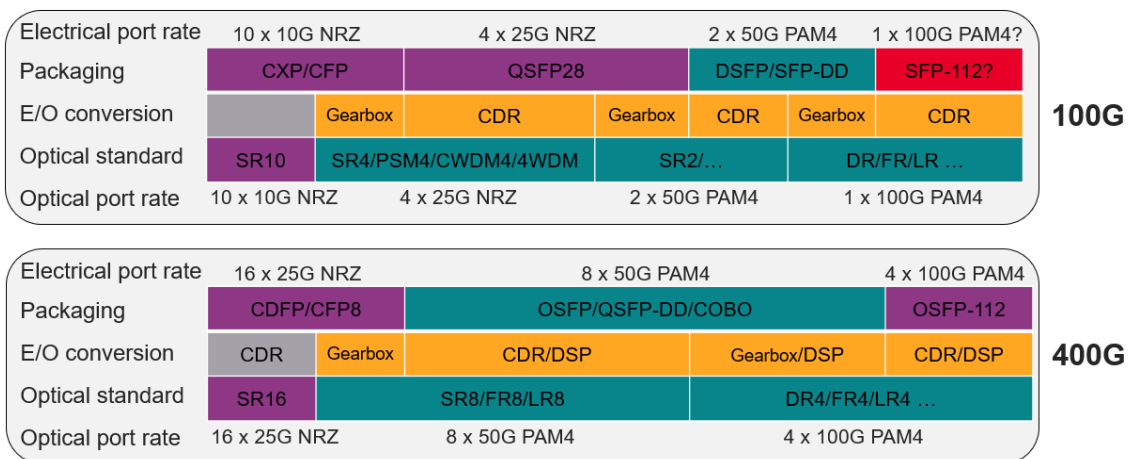 Electrical port rate 10 x 10G NRZ 4 x 25G NRZ 2 x 50G PAM4 1 x 100G PAM4?
Packaging CXP/CFP QSFP28 DSFP/SFP-DD SFP-112?
E/O conversion Gearbox CDR Gearbox CDR Gearbox CDR
100G
Optical standard SR10 SR4/PSM4/CWDM4/4WDM SR2/... DR/FR/LR ...
Optical port rate 10 x 10G NRZ 4 x 25G NRZ 2 x 50G PAM4 1 x 100G PAM4
Electrical port rate 16 x 25G NRZ 8 x 50G PAM4 4 x 100G PAM4
Packaging CDFP/CFP8 OSFP/QSFP-DD/COBO OSFP-112
E/O conversion CDR Gearbox CDR/DSP Gearbox/DSP CDR/DSP
400G
Optical standard SR16 SR8/FR8/LR8 DR4/FR4/LR4 ...
Optical port rate 16 x 25G NRZ 8 x 50G PAM4 4 x 100G PAM4